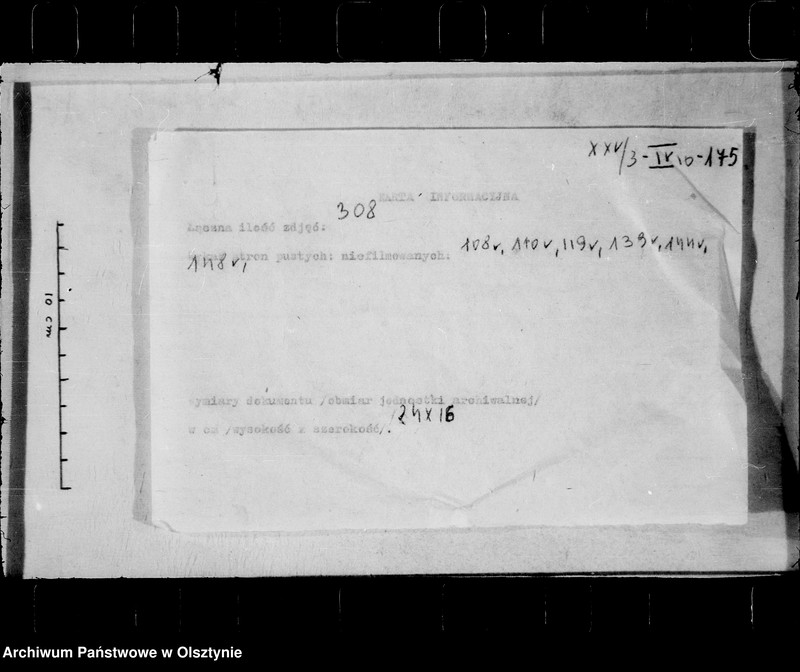 XXV/3-IV10-175
KARTA INFORMACYJNA
308
Łączna ilość zdjęć:
108v, 110v, 119v, 139v, 144v,
stron pustych: niefilmowanych:
148v,
wymiary dokumentu /obmiar jednostki archiwalnej/
24x16
w cm /wysokość x szerokość/.
10 cm
Archiwum Państwowe w Olsztynie